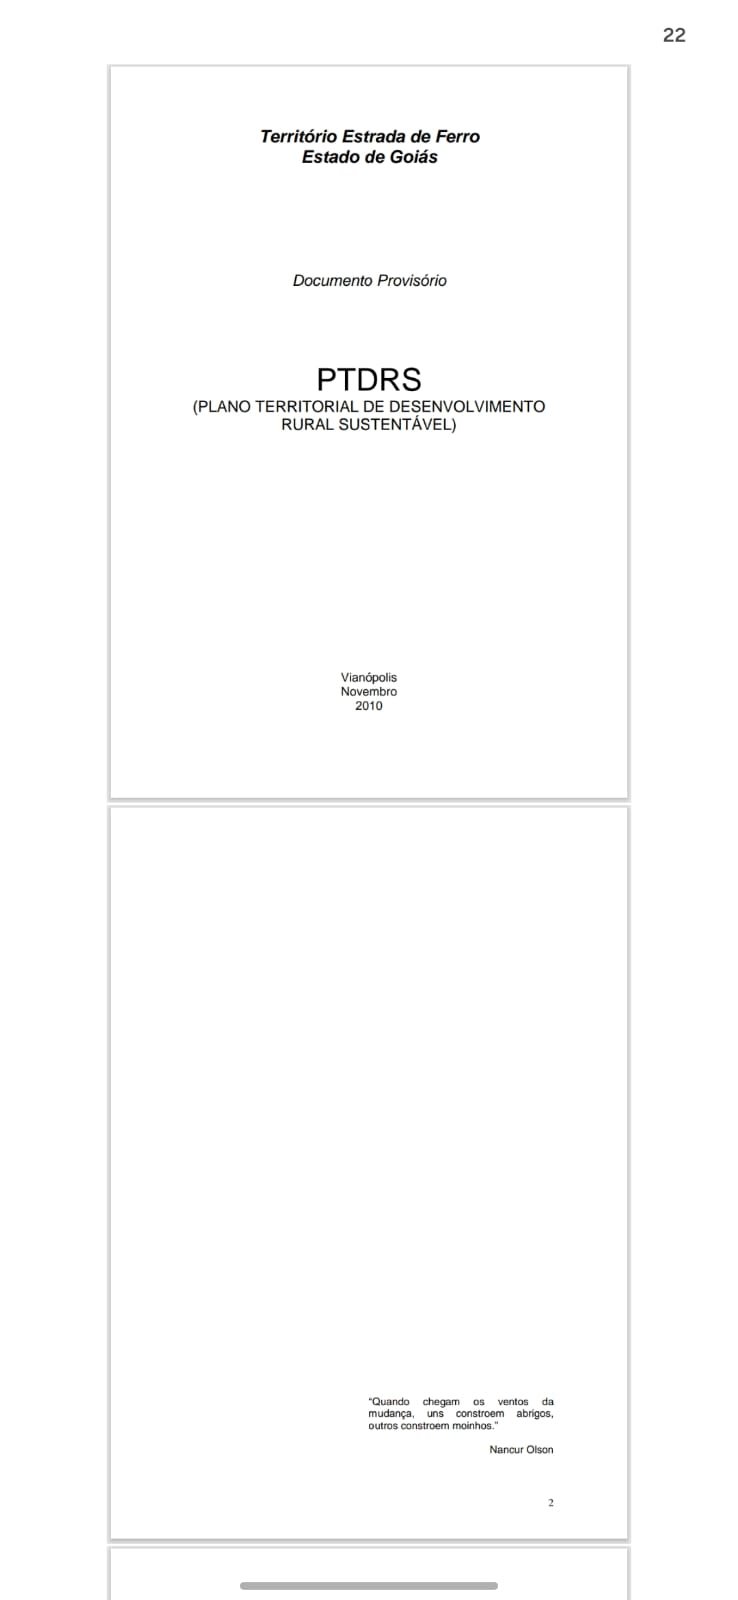 22
Território Estrada de Ferro
Estado de Goiás
Documento Provisório
PTDRS
(PLANO TERRITORIAL DE DESENVOLVIMENTO
RURAL SUSTENTÁVEL)
Vianópolis
Novembro
2010
“Quando chegam os ventos da
mudança, uns constroem abrigos,
outros constroem moinhos.”
Nancur Olson
2